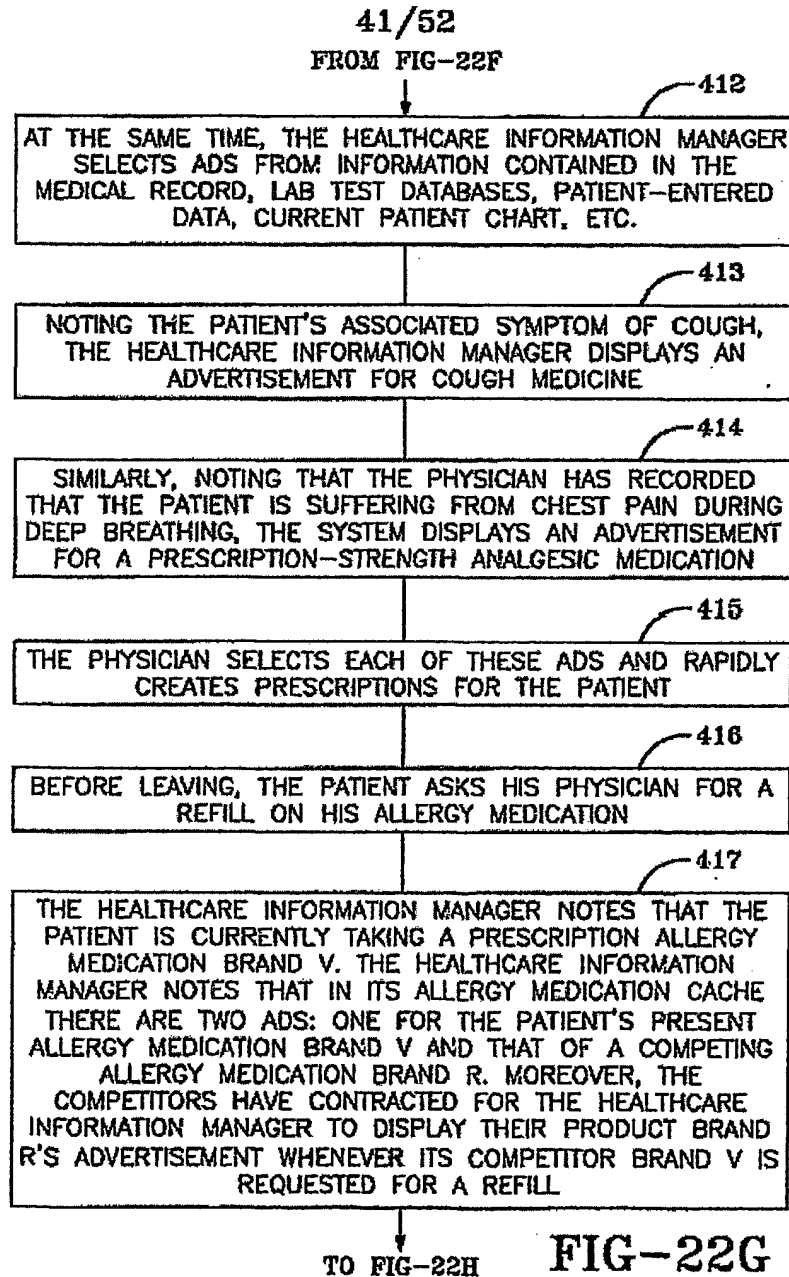 41/52
FROM FIG-22F
412
AT THE SAME TIME, THE HEALTHCARE INFORMATION MANAGER
SELECTS ADS FROM INFORMATION CONTAINED IN THE
MEDICAL RECORD, LAB TEST DATABASES, PATIENT-ENTERED
DATA, CURRENT PATIENT CHART, ETC.
413
NOTING THE PATIENT'S ASSOCIATED SYMPTOM OF COUGH,
THE HEALTHCARE INFORMATION MANAGER DISPLAYS AN
ADVERTISEMENT FOR COUGH MEDICINE
414
SIMILARLY, NOTING THAT THE PHYSICIAN HAS RECORDED
THAT THE PATIENT IS SUFFERING FROM CHEST PAIN DURING
DEEP BREATHING, THE SYSTEM DISPLAYS AN ADVERTISEMENT
FOR A PRESCRIPTION-STRENGTH ANALGESIC MEDICATION
415
THE PHYSICIAN SELECTS EACH OF THESE ADS AND RAPIDLY
CREATES PRESCRIPTIONS FOR THE PATIENT
416
BEFORE LEAVING, THE PATIENT ASKS HIS PHYSICIAN FOR A
REFILL ON HIS ALLERGY MEDICATION
417
THE HEALTHCARE INFORMATION MANAGER NOTES THAT THE
PATIENT IS CURRENTLY TAKING A PRESCRIPTION ALLERGY
MEDICATION BRAND V. THE HEALTHCARE INFORMATION
MANAGER NOTES THAT IN ITS ALLERGY MEDICATION CACHE
THERE ARE TWO ADS: ONE FOR THE PATIENT'S PRESENT
ALLERGY MEDICATION BRAND V AND THAT OF A COMPETING
ALLERGY MEDICATION BRAND R. MOREOVER, THE
COMPETITORS HAVE CONTRACTED FOR THE HEALTHCARE
INFORMATION MANAGER TO DISPLAY THEIR PRODUCT BRAND
R'S ADVERTISEMENT WHENEVER ITS COMPETITOR BRAND V IS
REQUESTED FOR A REFILL
TO FIG-22H
FIG-22G